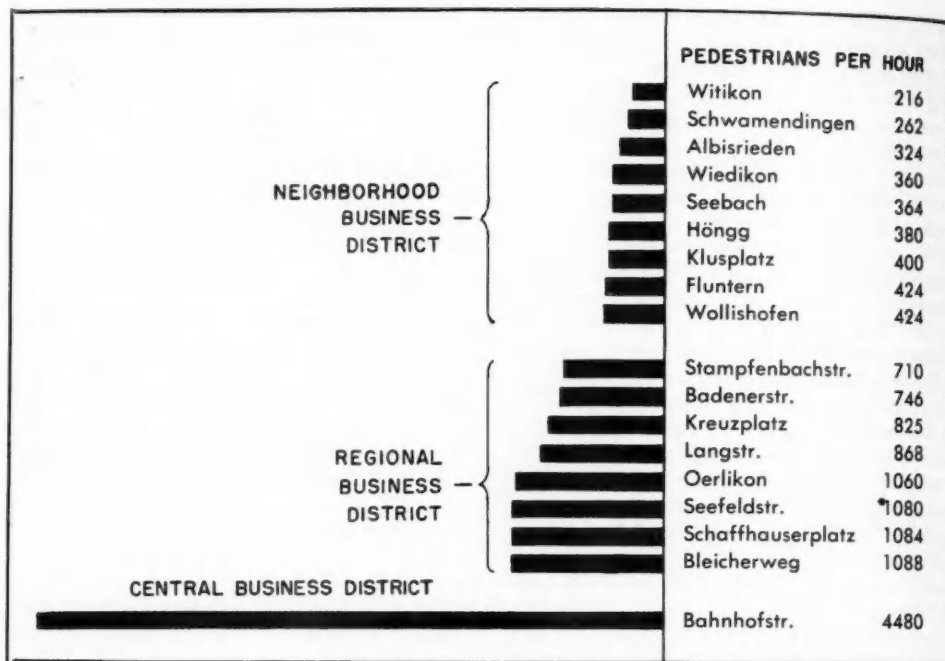 PEDESTRIANS PER HOUR
NEIGHBORHOOD
BUSINESS
DISTRICT
Witikon 216
Schwamendingen 262
Albisrieden 324
Wiedikon 360
Seebach 364
Höngg 380
Klusplatz 400
Fluntern 424
Wollishofen 424
REGIONAL
BUSINESS
DISTRICT
Stampfenbachstr. 710
Badenerstr. 746
Kreuzplatz 825
Langstr. 868
Oerlikon 1060
Seefeldstr. 1080
Schaffhauserplatz 1084
Bleicherweg 1088
CENTRAL BUSINESS DISTRICT
Bahnhofstr. 4480